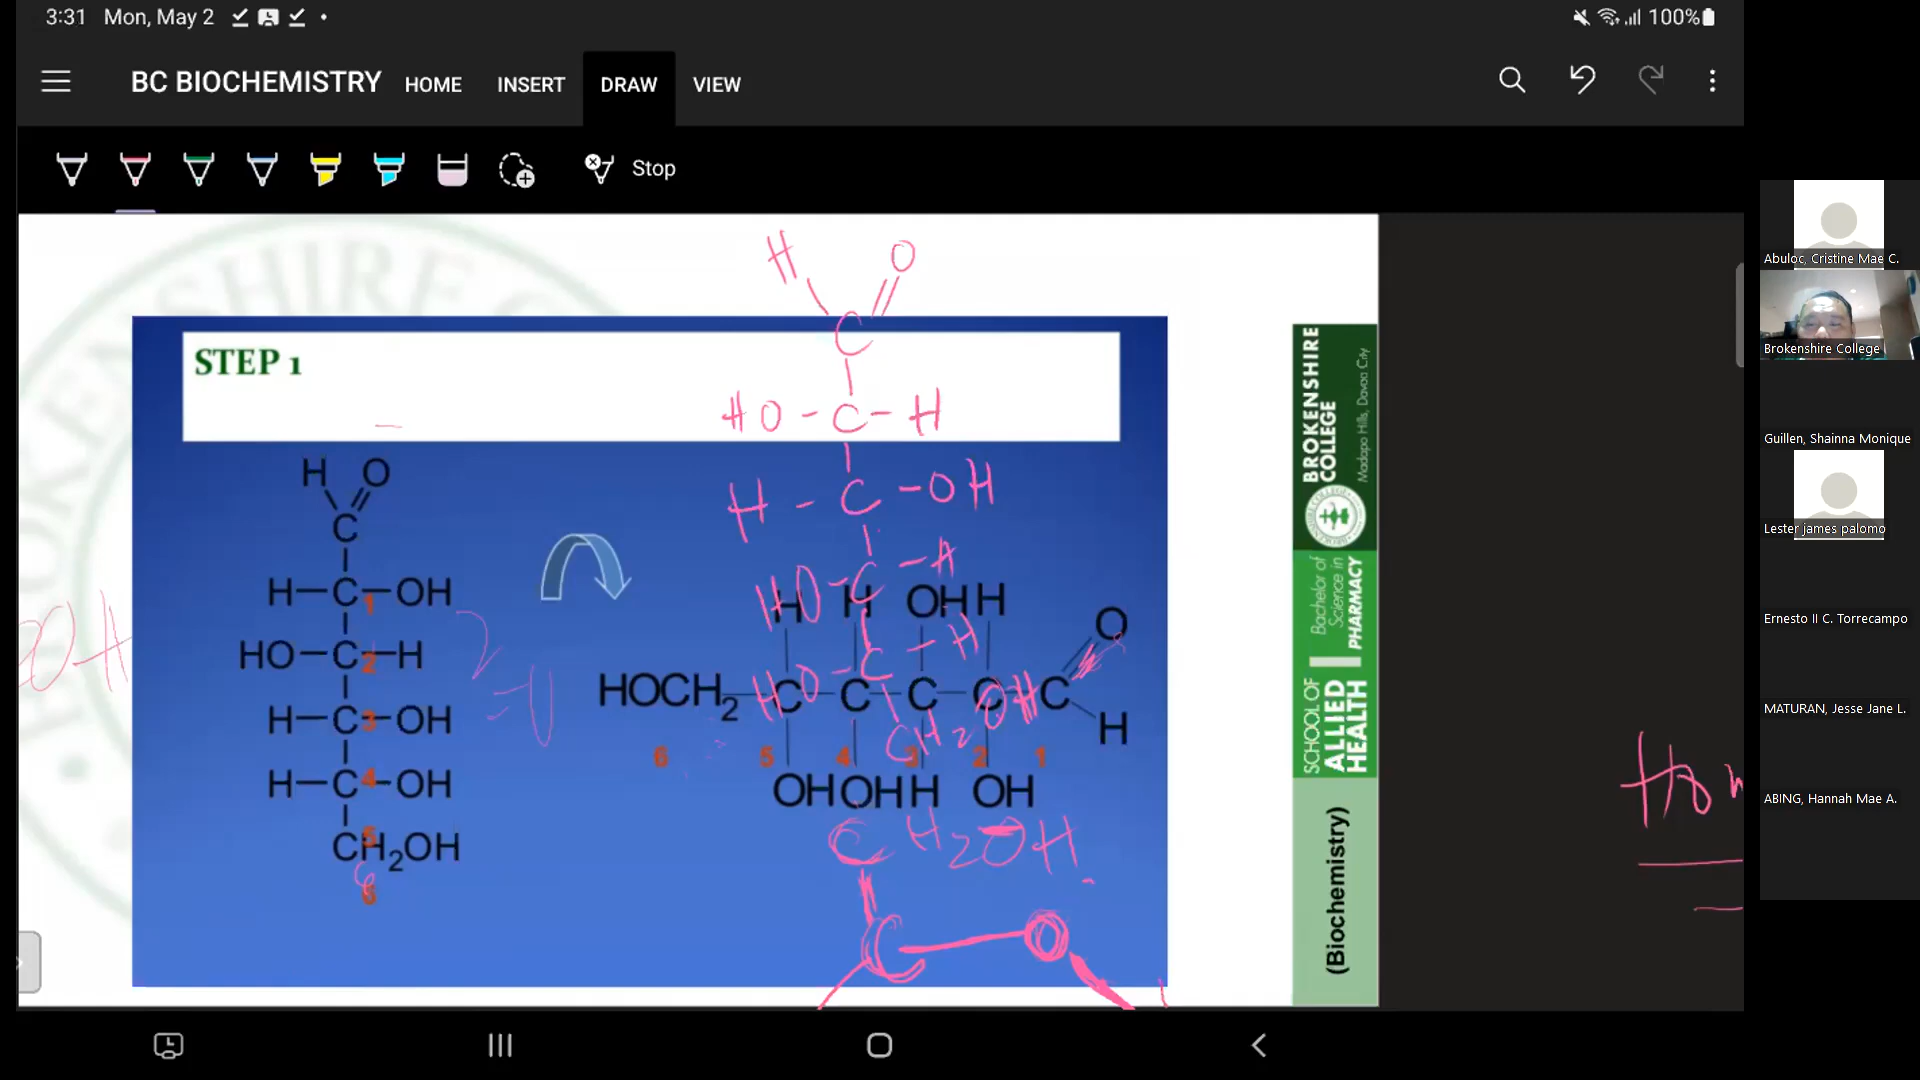 3:31 Mon, May 2
100%
BC BIOCHEMISTRY HOME INSERT DRAW VIEW
Stop
STEP 1
H O
C
H-C-OH
1
HO-C-H
2
H-C-OH
3
H-C-OH
4
CH2OH
5
6
6
H O
C
HO-C-H
H-C-OH
HO-C-H
HO-C-H
CH2OH
H H OH H
O
HOCH2-C-C-C-C-C
H
6 5 4 3 2 1
OH OH H OH
CH2OH
C O
BROKENSHIRE
COLLEGE
Madapo Hills, Davao City
SCHOOL OF
ALLIED
HEALTH
Bachelor of
Science in
PHARMACY
(Biochemistry)
Abuloc, Cristine Mae C.
Brokenshire College
Guillen, Shainna Monique
Lester james palomo
Ernesto II C. Torrecampo
MATURAN, Jesse Jane L.
ABING, Hannah Mae A.